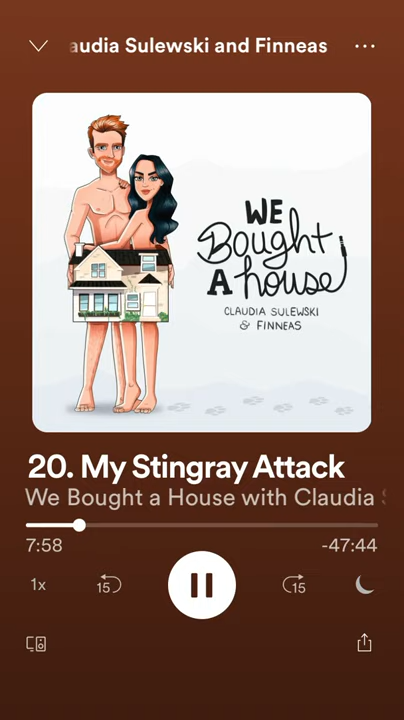 audia Sulewski and Finneas
WE
Bought
A house
CLAUDIA SULEWSKI
& FINNEAS
20. My Stingray Attack
We Bought a House with Claudia S
7:58
-47:44
1x
15
15